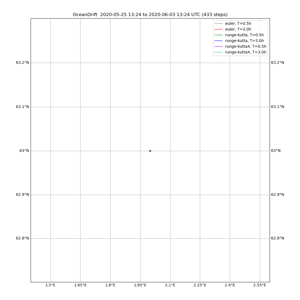 OceanDrift 2020-05-25 13:24 to 2020-06-03 13:24 UTC (433 steps)
euler, T=0.5h
euler, T=3.0h
runge-kutta, T=0.5h
runge-kutta, T=3.0h
runge-kutta4, T=0.5h
runge-kutta4, T=3.0h
63.2°N 63.2°N
63.1°N 63.1°N
63°N 63°N
62.9°N 62.9°N
62.8°N 62.8°N
1.5°E 1.65°E 1.8°E 1.95°E 2.1°E 2.25°E 2.4°E 2.55°E